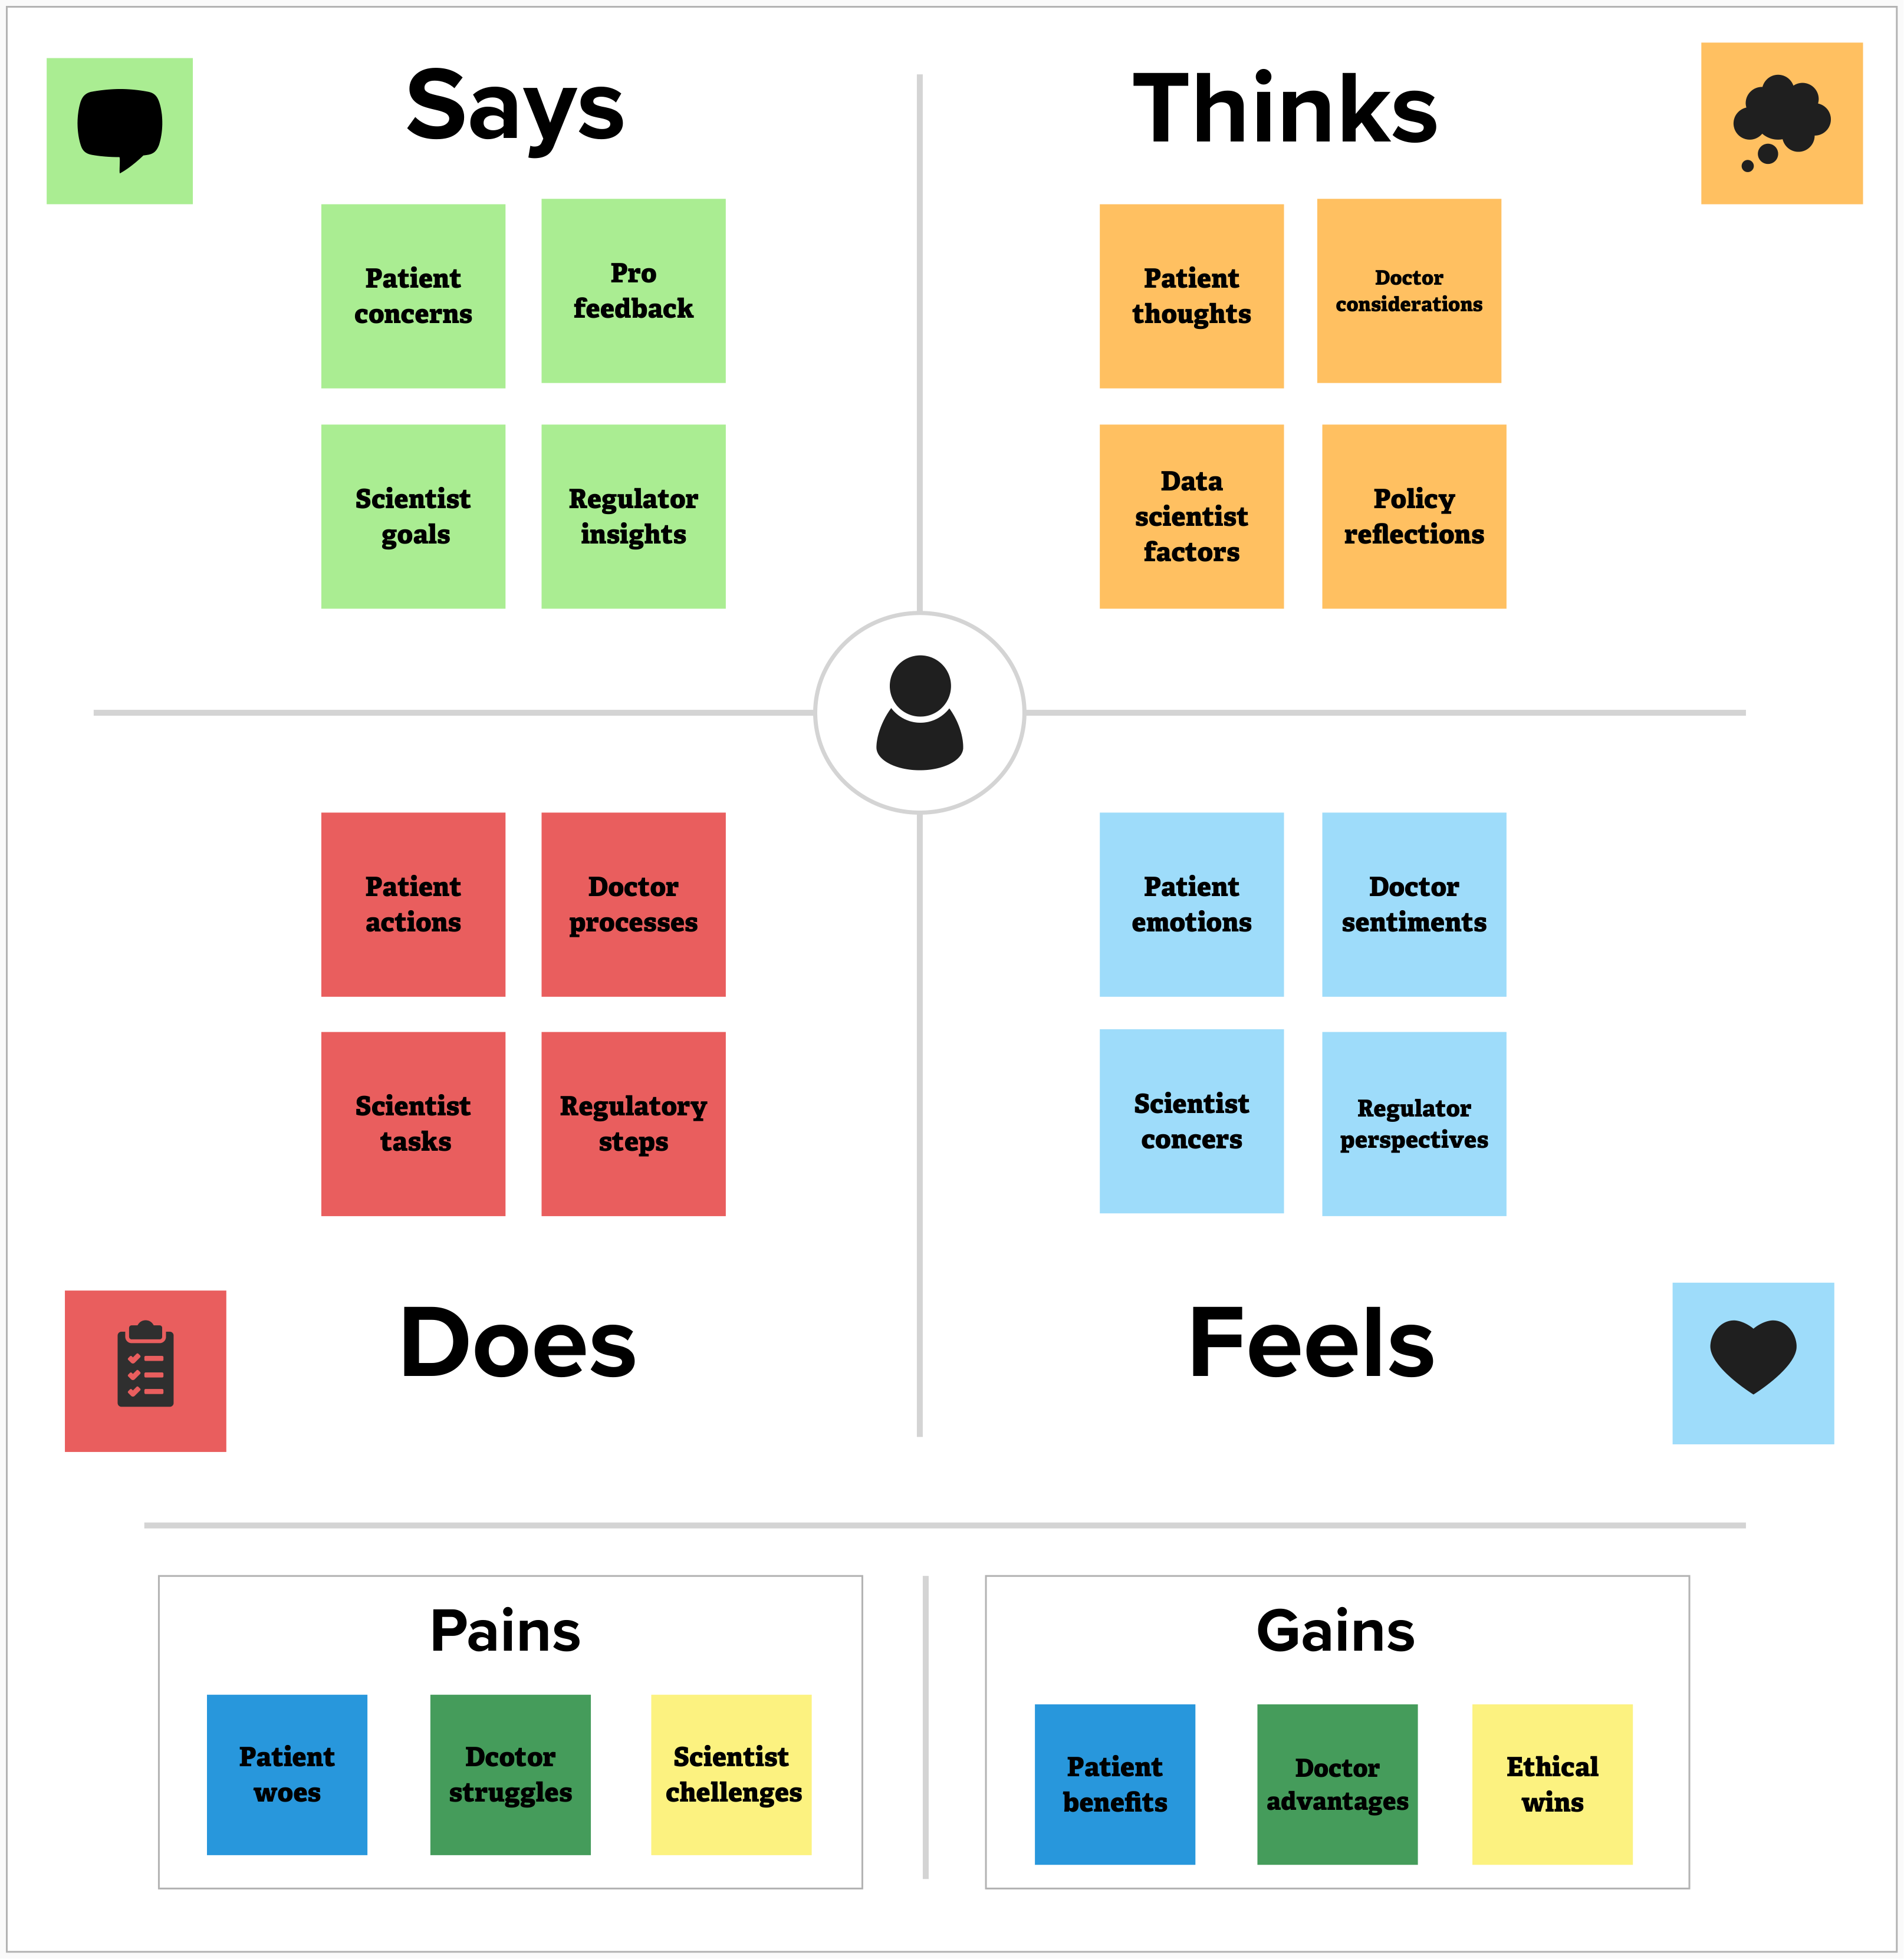 Says
Patient
concerns
Pro
feedback
Scientist
goals
Regulator
insights
Thinks
Patient
thoughts
Doctor
considerations
Data
scientist
factors
Policy
reflections
Patient
actions
Doctor
processes
Scientist
tasks
Regulatory
steps
Does
Patient
emotions
Doctor
sentiments
Scientist
concers
Regulator
perspectives
Feels
Pains
Patient
woes
Dcotor
struggles
Scientist
chellenges
Gains
Patient
benefits
Doctor
advantages
Ethical
wins